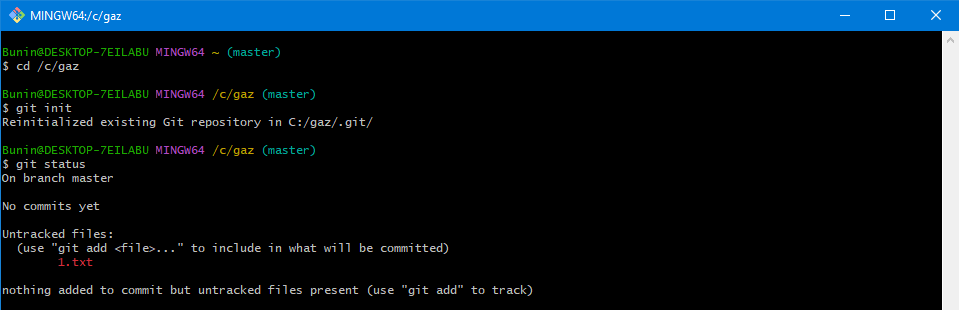 MINGW64:/c/gaz
Bunin@DESKTOP-7EILABU MINGW64 ~ (master)
$ cd /c/gaz
Bunin@DESKTOP-7EILABU MINGW64 /c/gaz (master)
$ git init
Reinitialized existing Git repository in C:/gaz/.git/
Bunin@DESKTOP-7EILABU MINGW64 /c/gaz (master)
$ git status
On branch master
No commits yet
Untracked files:
  (use "git add <file>..." to include in what will be committed)
        1.txt
nothing added to commit but untracked files present (use "git add" to track)